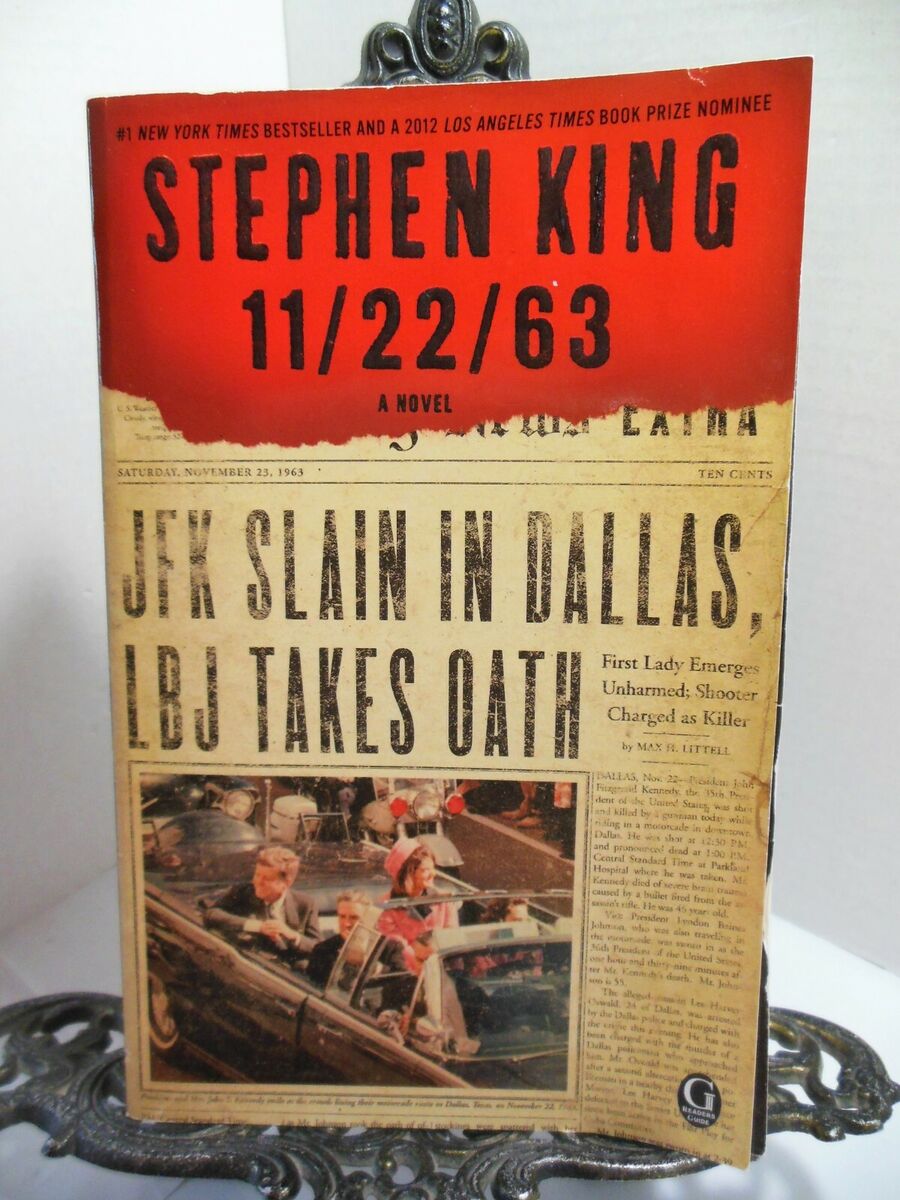 #1 NEW YORK TIMES BESTSELLER AND A 2012 LOS ANGELES TIMES BOOK PRIZE NOMINEE
STEPHEN KING
11/22/63
A NOVEL
EXTRA
SATURDAY, NOVEMBER 23, 1963
TEN CENTS
JFK SLAIN IN DALLAS,
LBJ TAKES OATH
First Lady Emerges
Unharmed; Shooter
Charged as Killer
by MAX H. LITTELL
DALLAS, Nov. 22—President John
Fitzgerald Kennedy, the 35th Presi-
dent of the United States, was shot
and killed by a gunman today while
riding in a motorcade in downtown
Dallas. He was shot at 12:30 P.M.
and pronounced dead at 1:00 P.M.
Central Standard Time at Parkland
Hospital where he was taken. Mr.
Kennedy died of severe brain trauma
caused by a bullet fired from the as-
sassin's rifle. He was 46 years old.
Vice President Lyndon Baines
Johnson, who was also traveling in
the motorcade, was sworn in as the
36th President of the United States
one hour and thirty-nine minutes af-
ter Mr. Kennedy's death. Mr. John-
son is 55.
The alleged assassin Lee Harvey
Oswald, 24 of Dallas, was arrested
by the Dallas police and charged with
the crime this evening. He has also
been charged with the murder of a
Dallas policeman who approached
him. Mr. Oswald was
after a second
G
READERS
GUIDE